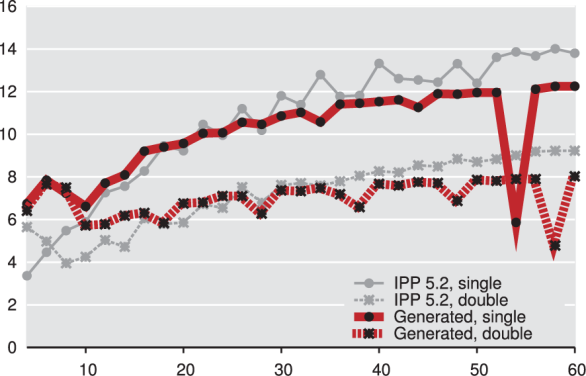 16
14
12
10
8
6
4
2
0
IPP 5.2, single
IPP 5.2, double
Generated, single
Generated, double
10 20 30 40 50 60